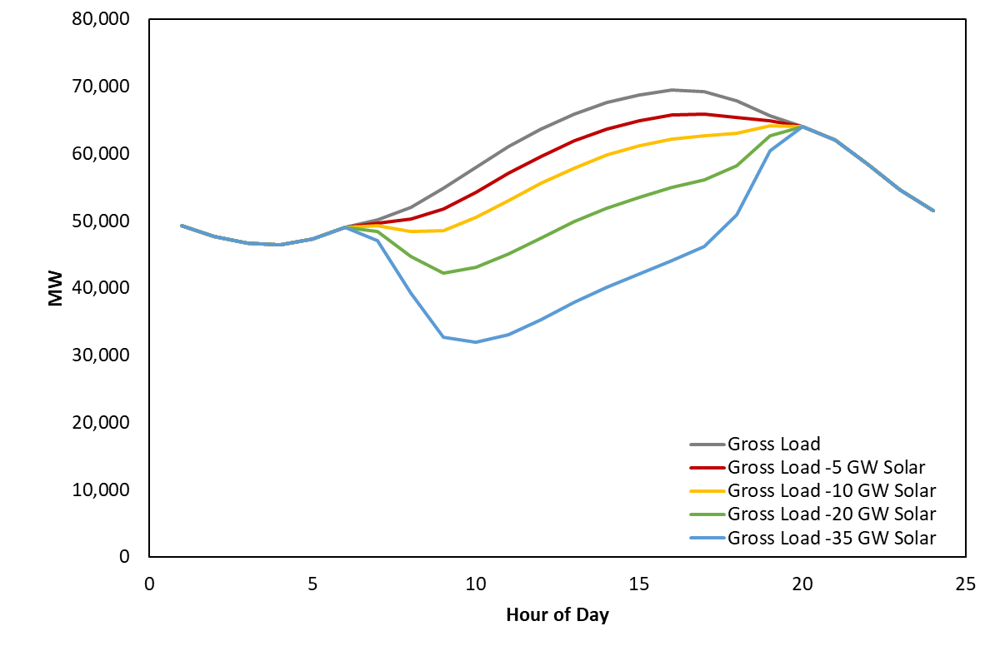 80,000
70,000
60,000
50,000
40,000
30,000
20,000
10,000
0
MW
Gross Load
Gross Load -5 GW Solar
Gross Load -10 GW Solar
Gross Load -20 GW Solar
Gross Load -35 GW Solar
0 5 10 15 20 25
Hour of Day